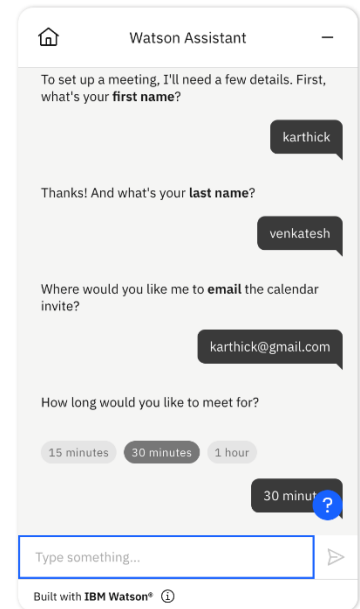 Watson Assistant
To set up a meeting, I'll need a few details. First,
what's your first name?
karthick
Thanks! And what's your last name?
venkatesh
Where would you like me to email the calendar
invite?
karthick@gmail.com
How long would you like to meet for?
15 minutes 30 minutes 1 hour
30 minut
?
Type something...
Built with IBM Watson® i